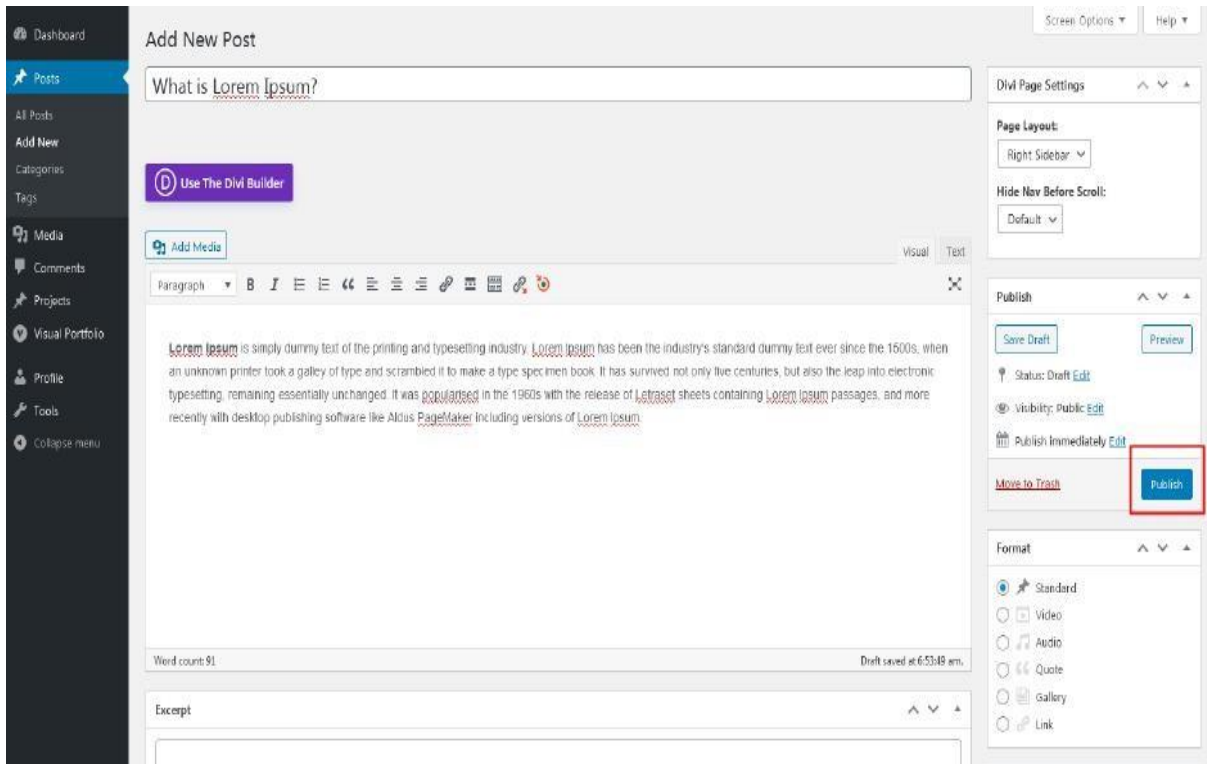 Screen Options
Help
Dashboard
Posts
All Posts
Add New
Categories
Tags
Media
Comments
Projects
Visual Portfolio
Profile
Tools
Collapse menu
Add New Post
What is Lorem Ipsum?
Use The Divi Builder
Add Media
Visual Text
Paragraph
Lorem Ipsum is simply dummy text of the printing and typesetting industry. Lorem Ipsum has been the industry's standard dummy text ever since the 1500s, when
an unknown printer took a galley of type and scrambled it to make a type specimen book. It has survived not only five centuries, but also the leap into electronic
typesetting, remaining essentially unchanged. It was popularised in the 1960s with the release of Letraset sheets containing Lorem Ipsum passages, and more
recently with desktop publishing software like Aldus PageMaker including versions of Lorem Ipsum.
Word count: 91
Draft saved at 6:53:49 am.
Excerpt
Divi Page Settings
Page Layout:
Right Sidebar
Hide Nav Before Scroll:
Default
Publish
Save Draft
Preview
Status: Draft Edit
Visibility: Public Edit
Publish immediately Edit
Move to Trash
Publish
Format
Standard
Video
Audio
Quote
Gallery
Link